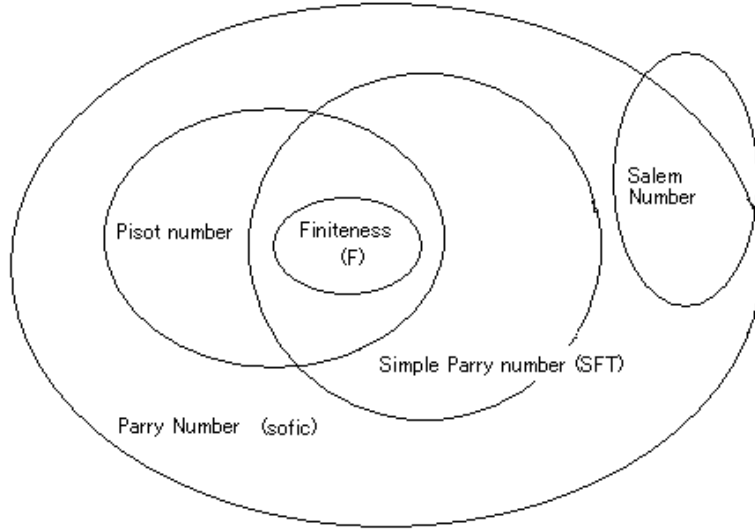 Salem
Number
Pisot number
Finiteness
(F)
Simple Parry number (SFT)
Parry Number (sofic)